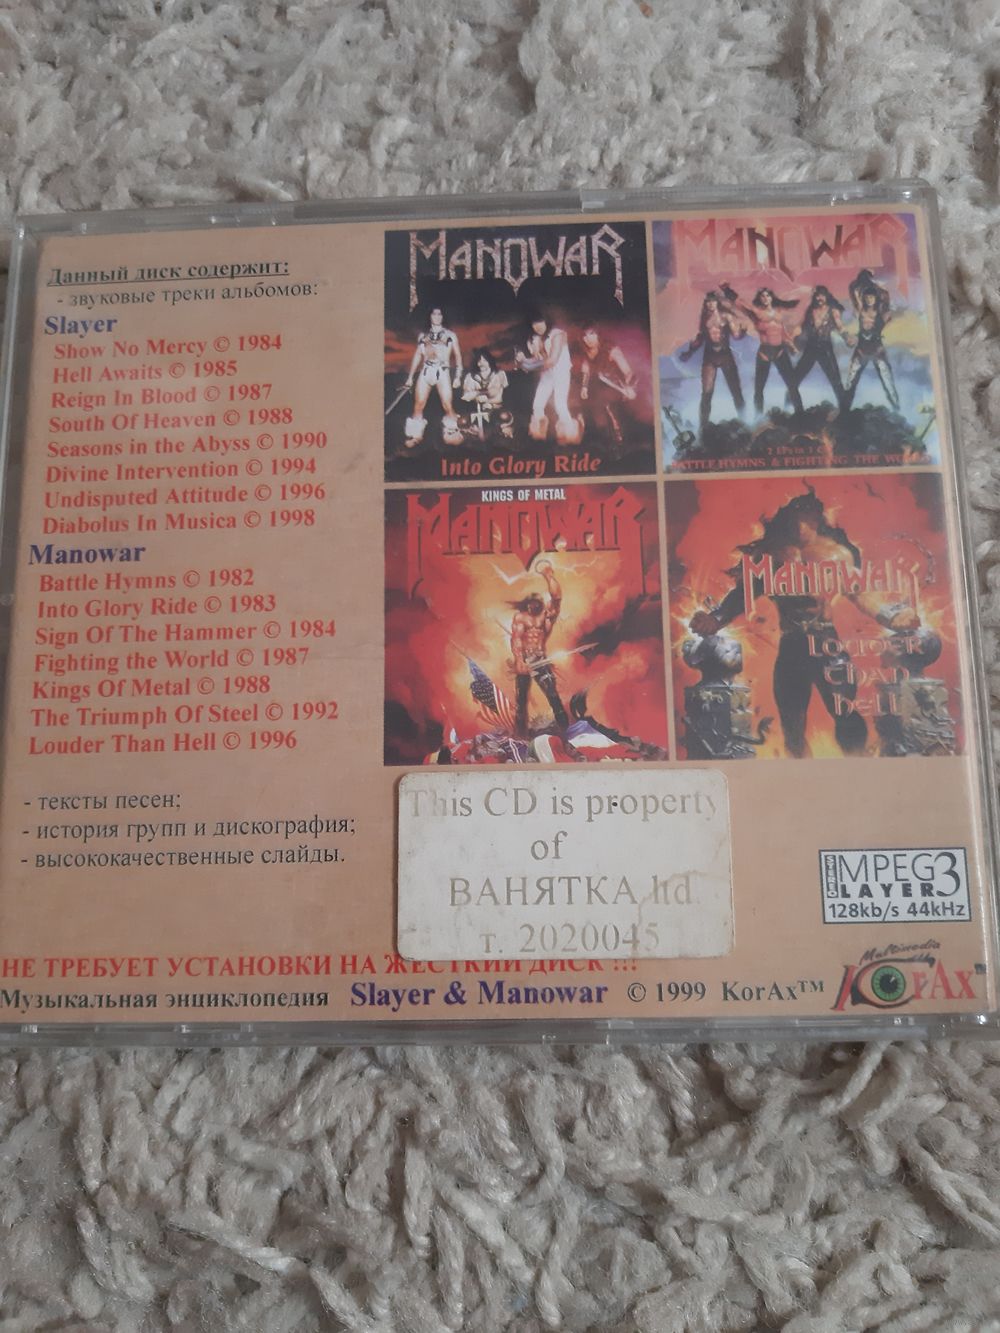 Данный диск содержит:
- звуковые треки альбомов:
Slayer
Show No Mercy © 1984
Hell Awaits © 1985
Reign In Blood © 1987
South Of Heaven © 1988
Seasons in the Abyss © 1990
Divine Intervention © 1994
Undisputed Attitude © 1996
Diabolus In Musica © 1998
Manowar
Battle Hymns © 1982
Into Glory Ride © 1983
Sign Of The Hammer © 1984
Fighting the World © 1987
Kings Of Metal © 1988
The Triumph Of Steel © 1992
Louder Than Hell © 1996
- тексты песен;
- история групп и дискография;
- высококачественные слайды.
MANOWAR
Into Glory Ride
MANOWAR
BATTLE HYMNS & FIGHTING THE WORLD
KINGS OF METAL
MANOWAR
MANOWAR
Louder
Than
Hell
This CD is property
of
ВАНЯТКА ltd.
т. 2020045
STEREO
MPEG 3
LAYER
128kb/s 44kHz
НЕ ТРЕБУЕТ УСТАНОВКИ НА ЖЕСТКИЙ ДИСК !!!
Музыкальная энциклопедия Slayer & Manowar © 1999 KorAx™
Multimedia
KorAx™